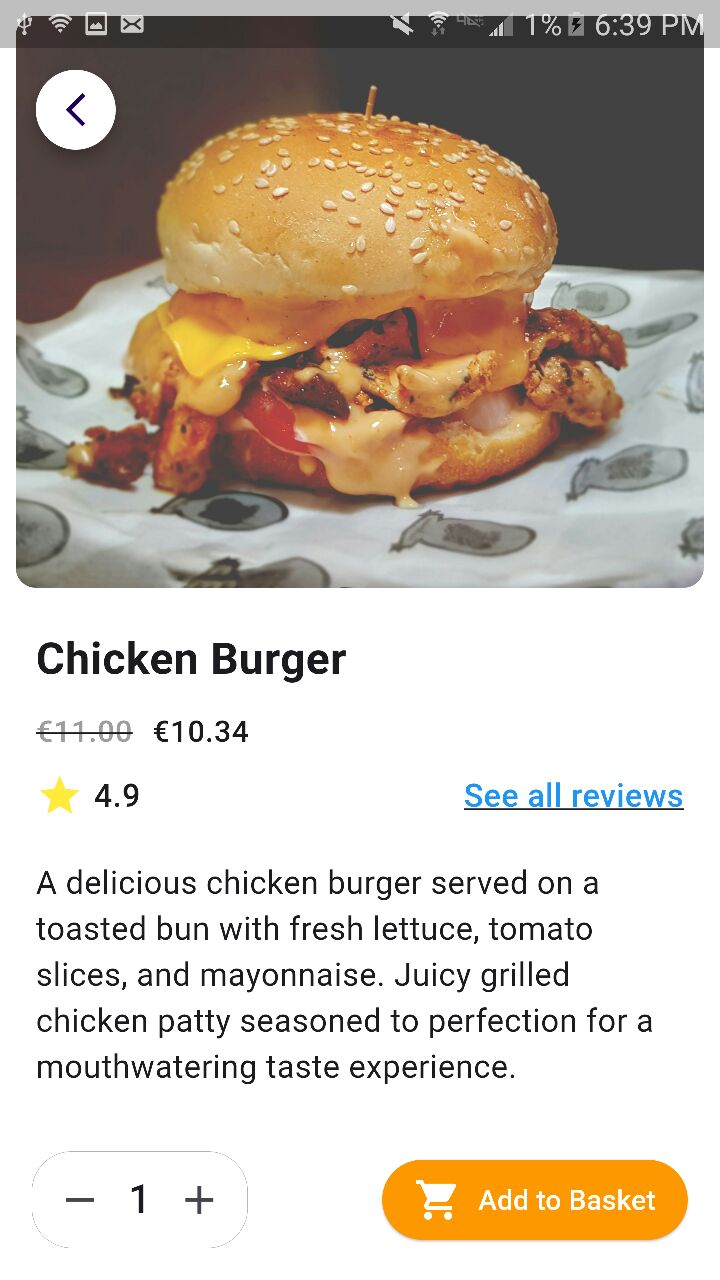 1% 6:39 PM
Chicken Burger
€11.00 €10.34
4.9 See all reviews
A delicious chicken burger served on a
toasted bun with fresh lettuce, tomato
slices, and mayonnaise. Juicy grilled
chicken patty seasoned to perfection for a
mouthwatering taste experience.
1 Add to Basket